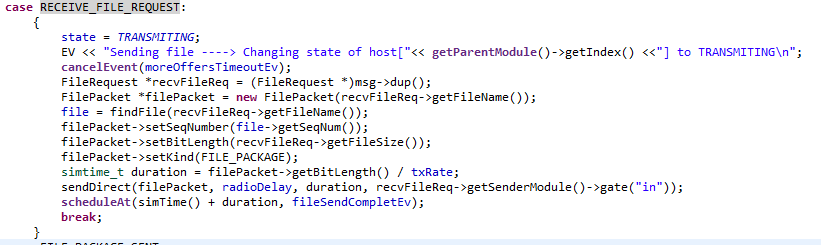 case RECEIVE_FILE_REQUEST:
{
state = TRANSMITING;
EV << "Sending file ----> Changing state of host["<< getParentModule()->getIndex() <<"] to TRANSMITING\n";
cancelEvent(moreOffersTimeoutEv);
FileRequest *recvFileReq = (FileRequest *)msg->dup();
FilePacket *filePacket = new FilePacket(recvFileReq->getFileName());
file = findFile(recvFileReq->getFileName());
filePacket->setSeqNumber(file->getSeqNum());
filePacket->setBitLength(recvFileReq->getFileSize());
filePacket->setKind(FILE_PACKAGE);
simtime_t duration = filePacket->getBitLength() / txRate;
sendDirect(filePacket, radioDelay, duration, recvFileReq->getSenderModule()->gate("in"));
scheduleAt(simTime() + duration, fileSendCompletEv);
break;
}